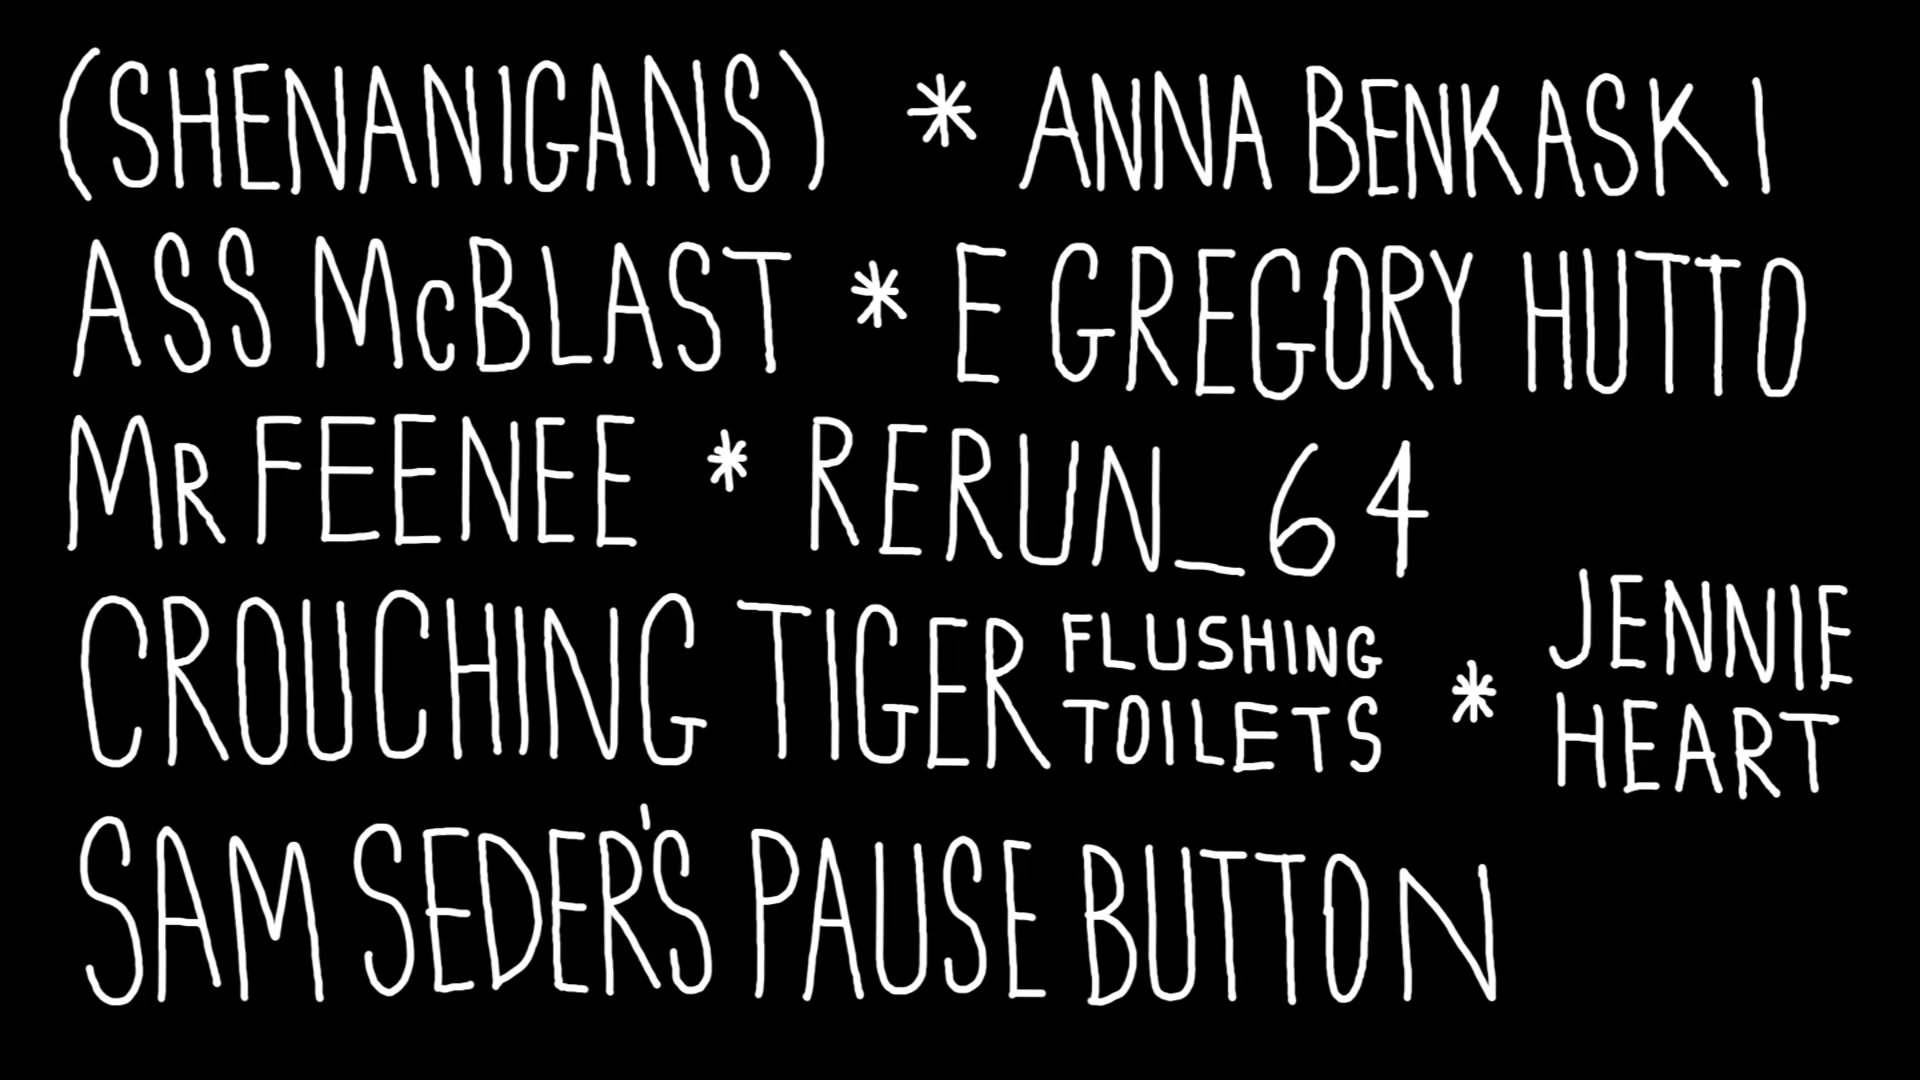 (SHENANIGANS) * ANNA BENKASKI
ASS McBLAST * E GREGORY HUTTO
MR FEENEE * RERUN_64
CROUCHING TIGER FLUSHING TOILETS * JENNIE HEART
SAM SEDER'S PAUSE BUTTON